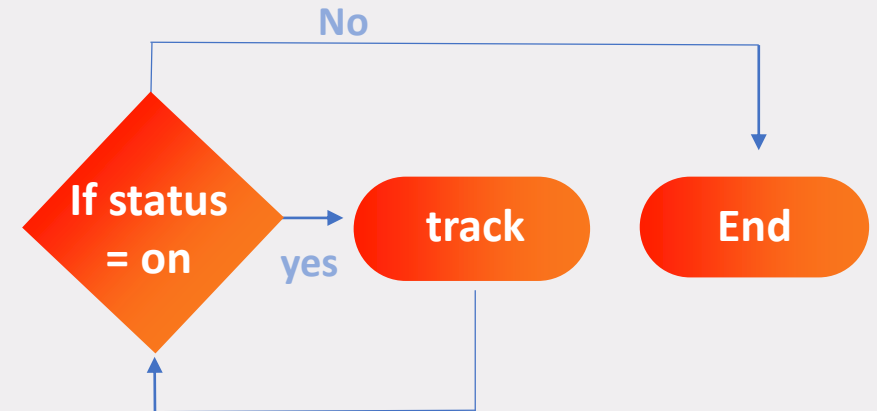 No
If status
= on
yes
track
End